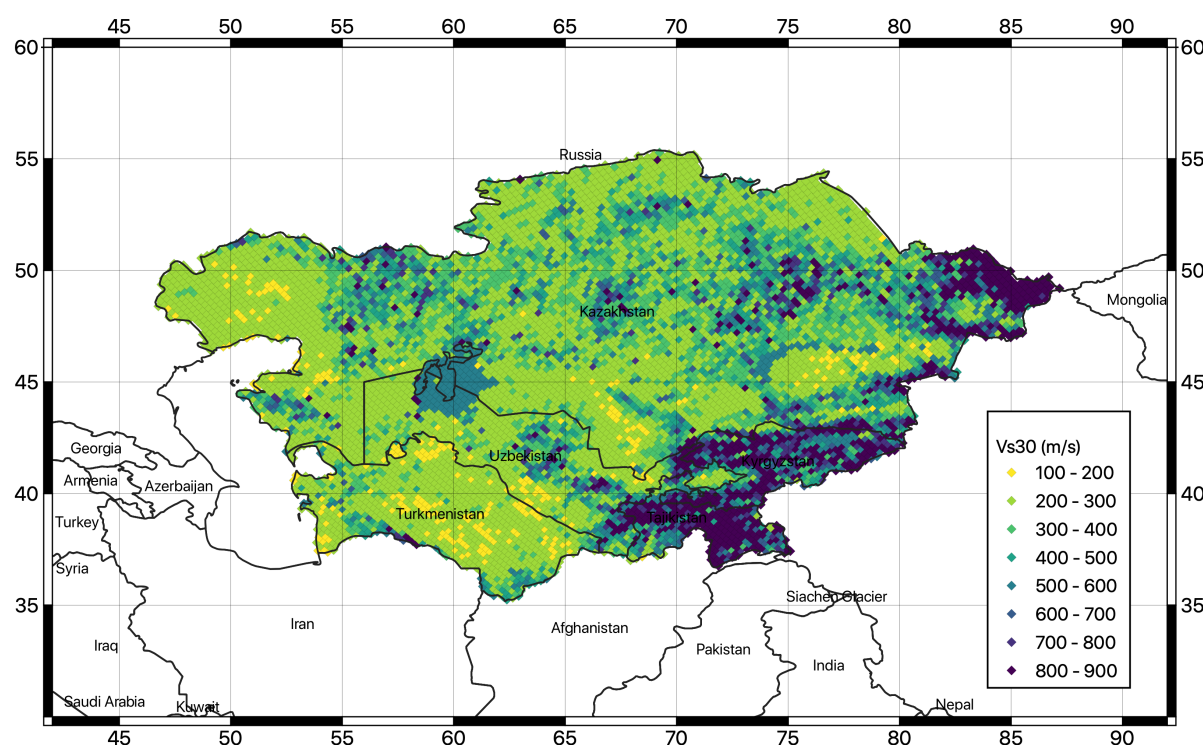 45 50 55 60 65 70 75 80 85 90
60 60
55 Russia 55
50 50
Mongolia
Kazakhstan
45 45
Georgia
Vs30 (m/s)
Uzbekistan
Kyrgyzstan
100 - 200
Armenia
Azerbaijan
40 40
200 - 300
Turkey
Turkmenistan
Tajikistan
300 - 400
Syria
400 - 500
500 - 600
35 Siachen Glacier 35
600 - 700
Iran
Afghanistan
Iraq
Pakistan
700 - 800
India
800 - 900
Saudi Arabia
Kuwait
Nepal
45 50 55 60 65 70 75 80 85 90